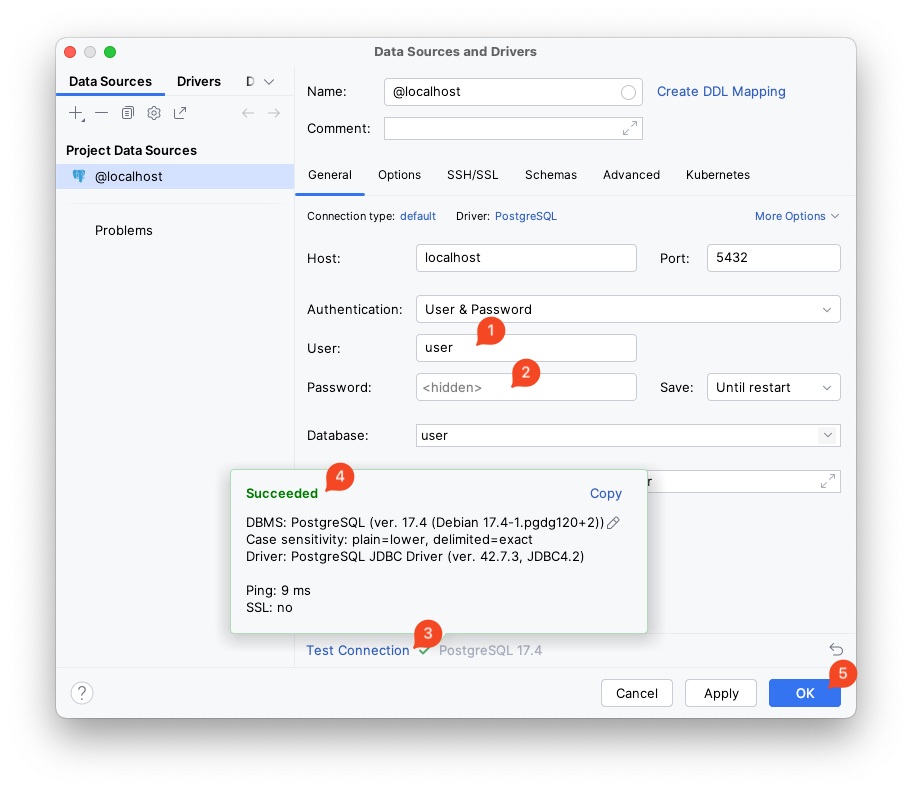 Data Sources and Drivers
Data Sources Drivers D
Name: @localhost Create DDL Mapping
Comment:
Project Data Sources
@localhost
Problems
General Options SSH/SSL Schemas Advanced Kubernetes
Connection type: default Driver: PostgreSQL More Options
Host: localhost Port: 5432
Authentication: User & Password
1
User: user
2
Password: <hidden> Save: Until restart
Database: user
r
4
Succeeded Copy
DBMS: PostgreSQL (ver. 17.4 (Debian 17.4-1.pgdg120+2))
Case sensitivity: plain=lower, delimited=exact
Driver: PostgreSQL JDBC Driver (ver. 42.7.3, JDBC4.2)
Ping: 9 ms
SSL: no
3
Test Connection PostgreSQL 17.4
5
? Cancel Apply OK